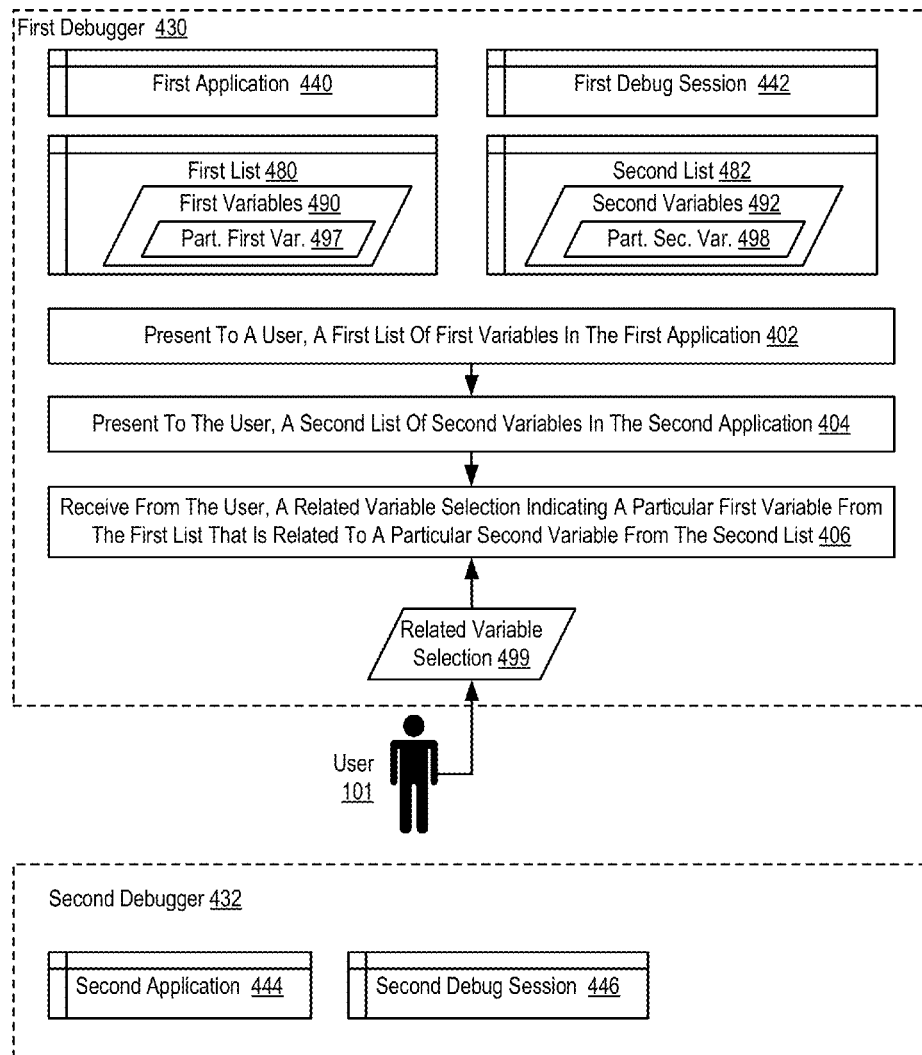 First Debugger 430
First Application 440
First Debug Session 442
First List 480
First Variables 490
Part. First Var. 497
Second List 482
Second Variables 492
Part. Sec. Var. 498
Present To A User, A First List Of First Variables In The First Application 402
Present To The User, A Second List Of Second Variables In The Second Application 404
Receive From The User, A Related Variable Selection Indicating A Particular First Variable From
The First List That Is Related To A Particular Second Variable From The Second List 406
Related Variable
Selection 499
User
101
Second Debugger 432
Second Application 444
Second Debug Session 446